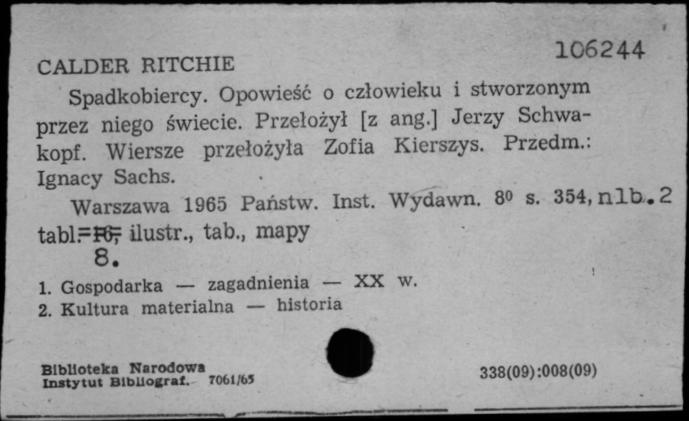 106244
CALDER RITCHIE
Spadkobiercy. Opowieść o człowieku i stworzonym
przez niego świecie. Przełożył [z ang.] Jerzy Schwa-
kopf. Wiersze przełożyła Zofia Kierszys. Przedm.:
Ignacy Sachs.
Warszawa 1965 Państw. Inst. Wydawn. 8⁰ s. 354, nlb. 2
tabl. 16, ilustr., tab., mapy
8.
1. Gospodarka — zagadnienia — XX w.
2. Kultura materialna — historia
Biblioteka Narodowa
Instytut Bibliograf. 7061/65
338(09):008(09)